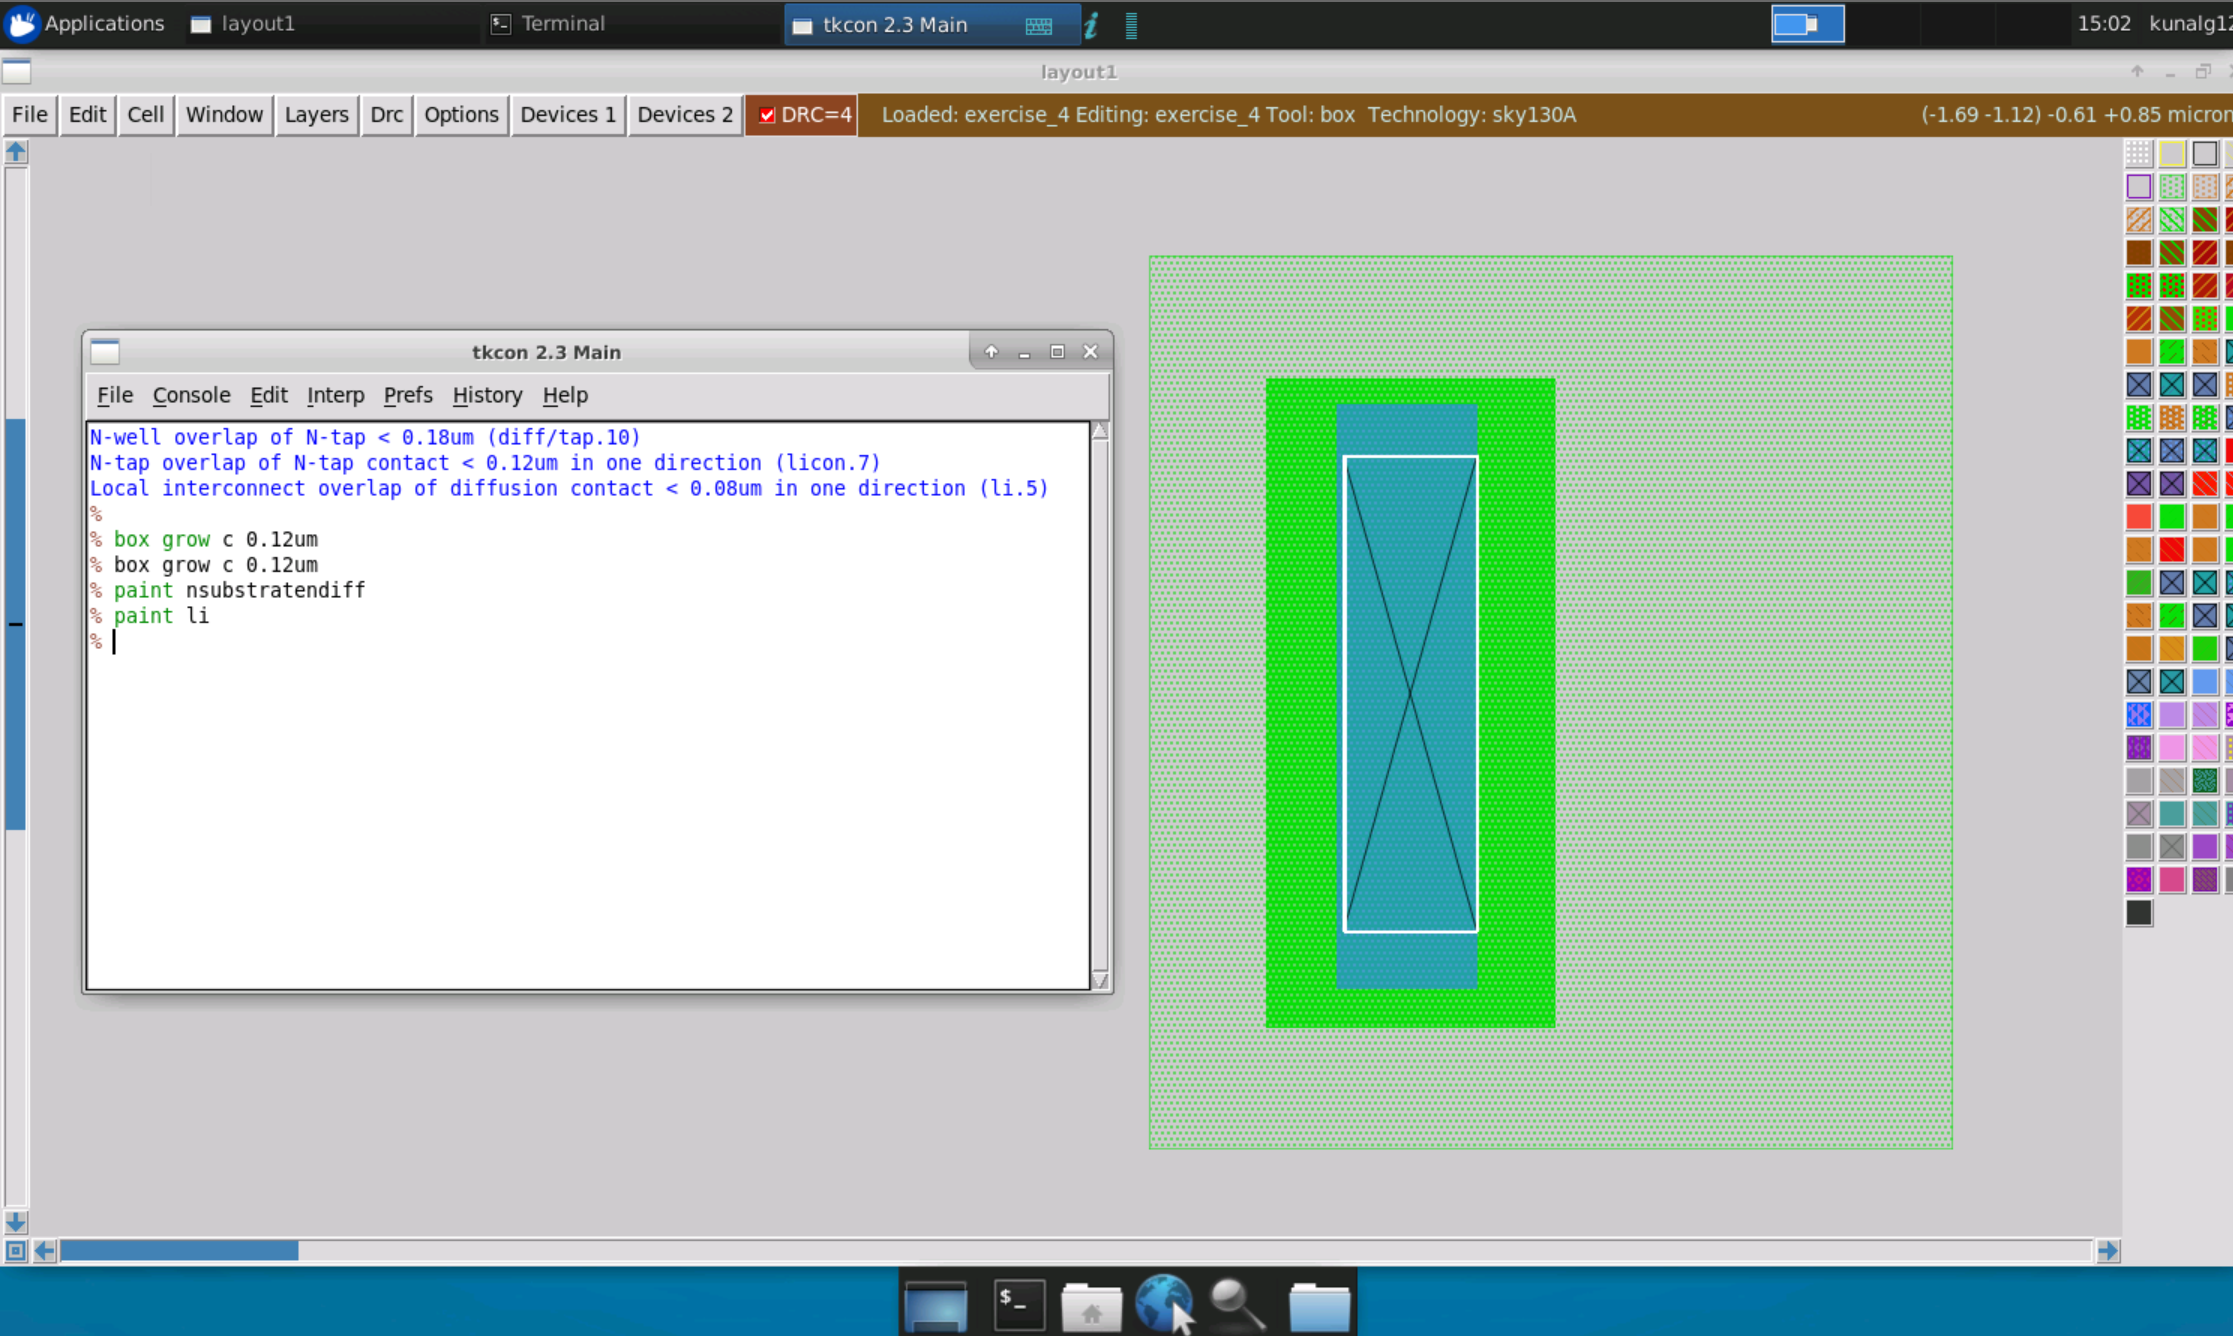 Applications layout1 Terminal tkcon 2.3 Main 15:02
layout1
File Edit Cell Window Layers Drc Options Devices 1 Devices 2 DRC=4 Loaded: exercise_4 Editing: exercise_4 Tool: box Technology: sky130A (-1.69 -1.12) -0.61 +0.85
tkcon 2.3 Main
File Console Edit Interp Prefs History Help
N-well overlap of N-tap < 0.18um (diff/tap.10)
N-tap overlap of N-tap contact < 0.12um in one direction (licon.7)
Local interconnect overlap of diffusion contact < 0.08um in one direction (li.5)
%
% box grow c 0.12um
% box grow c 0.12um
% paint nsubstratendiff
% paint li
%
$_